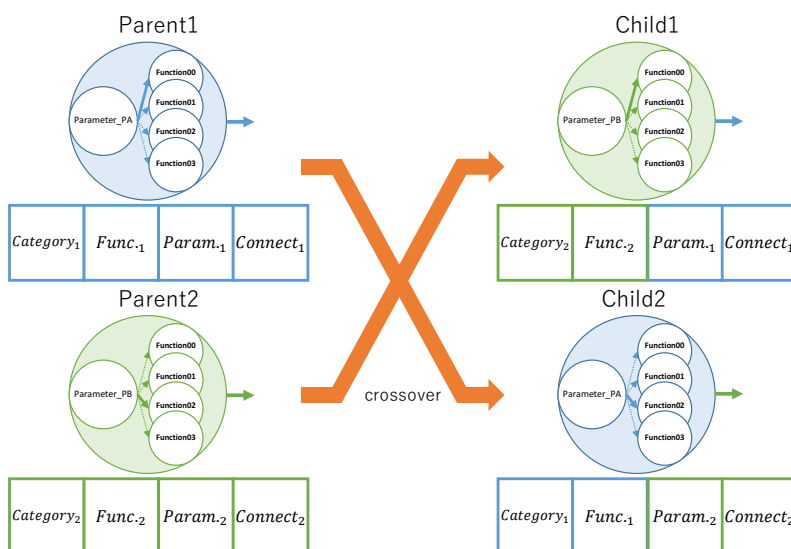 Parent1
Function00
Function01
Parameter_PA
Function02
Function03
Category₁ Func.₁ Param.₁ Connect₁
Parent2
Function00
Function01
Parameter_PB
Function02
Function03
Category₂ Func.₂ Param.₂ Connect₂
crossover
Child1
Function00
Function01
Parameter_PB
Function02
Function03
Category₂ Func.₂ Param.₁ Connect₁
Child2
Function00
Function01
Parameter_PA
Function02
Function03
Category₁ Func.₁ Param.₂ Connect₂